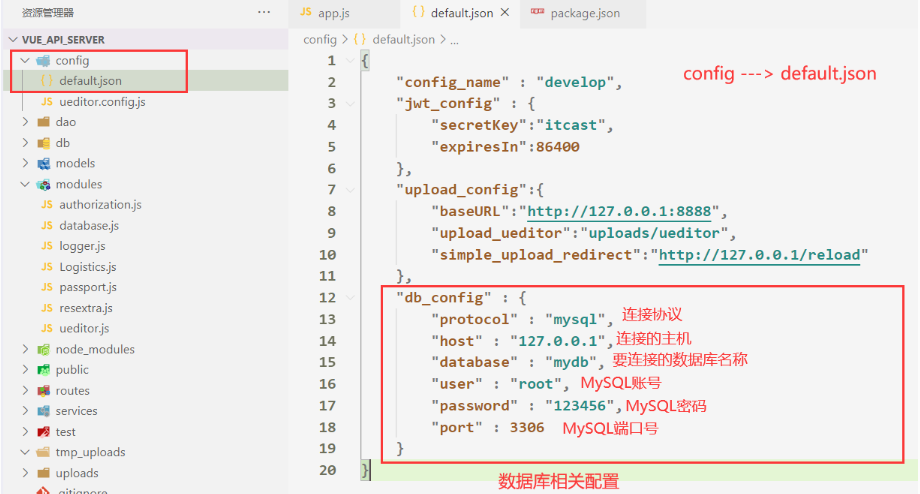 资源管理器 ···
JS app.js
{ } default.json ×
package.json
VUE_API_SERVER
config
{ } default.json
JS ueditor.config.js
dao
db
models
modules
JS authorization.js
JS database.js
JS logger.js
JS Logistics.js
JS passport.js
JS resextra.js
JS ueditor.js
node_modules
public
routes
services
test
tmp_uploads
uploads
.gitignore
config > { } default.json > ...
1 {
2 "config_name" : "develop",
3 "jwt_config" : {
4 "secretKey":"itcast",
5 "expiresIn":86400
6 },
7 "upload_config":{
8 "baseURL":"http://127.0.0.1:8888",
9 "upload_ueditor":"uploads/ueditor",
10 "simple_upload_redirect":"http://127.0.0.1/reload"
11 },
12 "db_config" : {
13 "protocol" : "mysql", 连接协议
14 "host" : "127.0.0.1", 连接的主机
15 "database" : "mydb", 要连接的数据库名称
16 "user" : "root", MySQL账号
17 "password" : "123456", MySQL密码
18 "port" : 3306 MySQL端口号
19 }
20 }
config ---> default.json
数据库相关配置